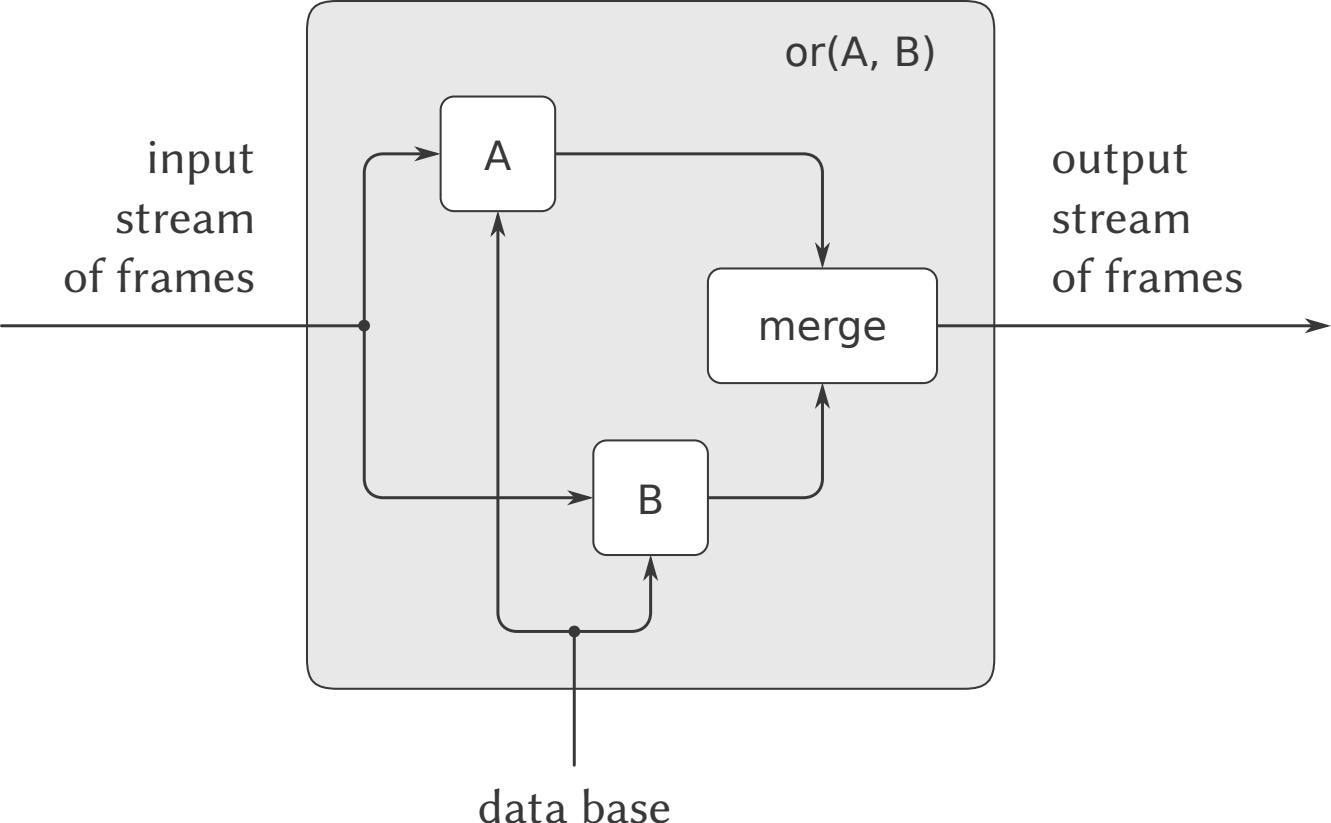 or(A, B)
A
input
stream
of frames
output
stream
of frames
merge
B
data base